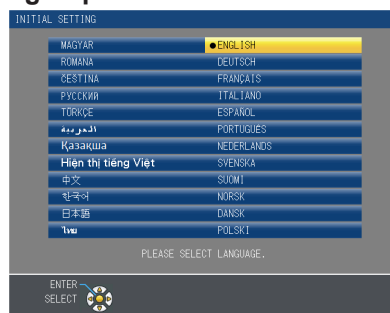 INITIAL SETTING
MAGYAR
ENGLISH
ROMANA
DEUTSCH
ČEŠTINA
FRANÇAIS
РУССКИЙ
ITALIANO
TÜRKÇE
ESPAÑOL
العربية
PORTUGUÊS
Қазақша
NEDERLANDS
Hiện thị tiếng Việt
SVENSKA
中文
SUOMI
한국어
NORSK
日本語
DANSK
ไทย
POLSKI
PLEASE SELECT LANGUAGE.
ENTER
SELECT